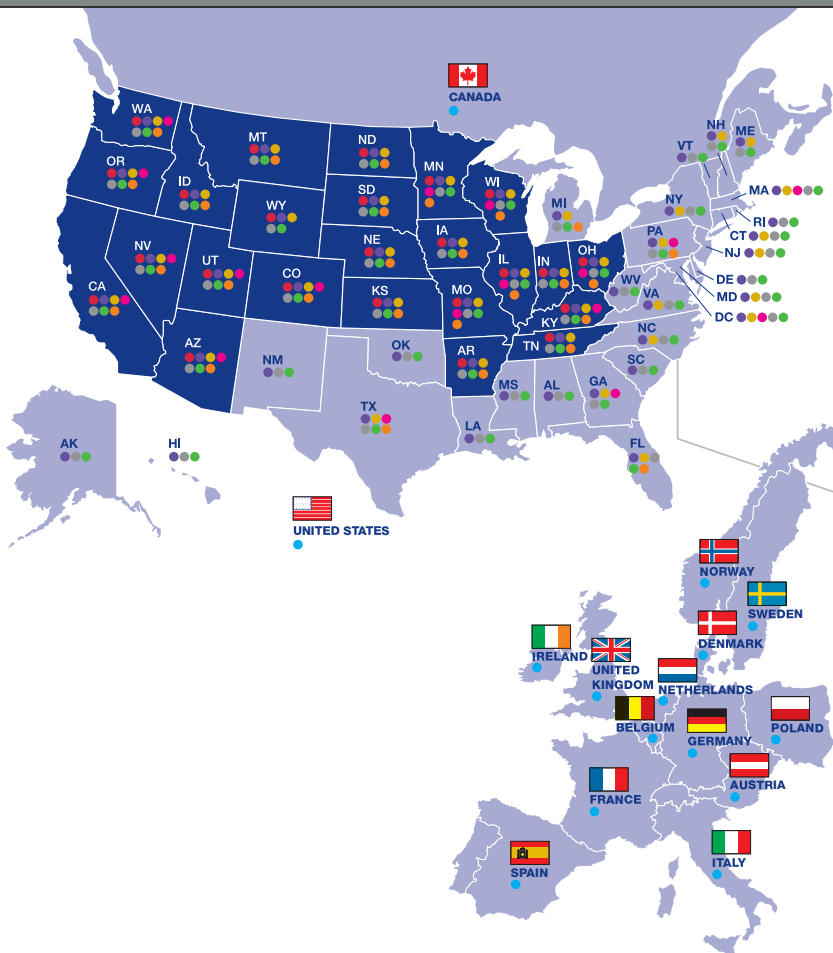 CANADA
WA
MT
ND
MN
OR
ID
SD
WI
WY
MI
VT
NH
ME
NY
MA
RI
CT
NJ
PA
NV
UT
NE
IA
CO
IL
IN
OH
DE
MD
DC
WV
VA
CA
KS
MO
KY
AZ
NM
OK
AR
TN
NC
SC
MS
AL
GA
TX
LA
FL
AK
HI
UNITED STATES
NORWAY
SWEDEN
DENMARK
IRELAND
UNITED
KINGDOM
NETHERLANDS
BELGIUM
GERMANY
POLAND
AUSTRIA
FRANCE
ITALY
SPAIN